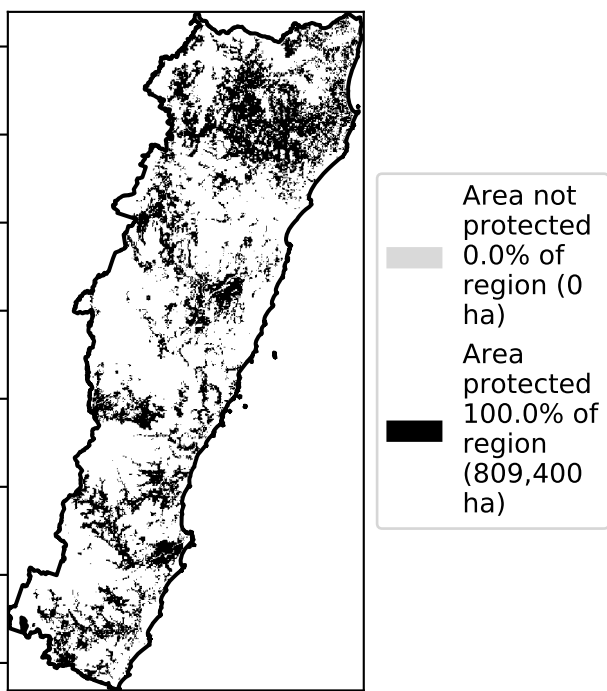 Area not
protected
0.0% of
region (0
ha)
Area
protected
100.0% of
region
(809,400
ha)